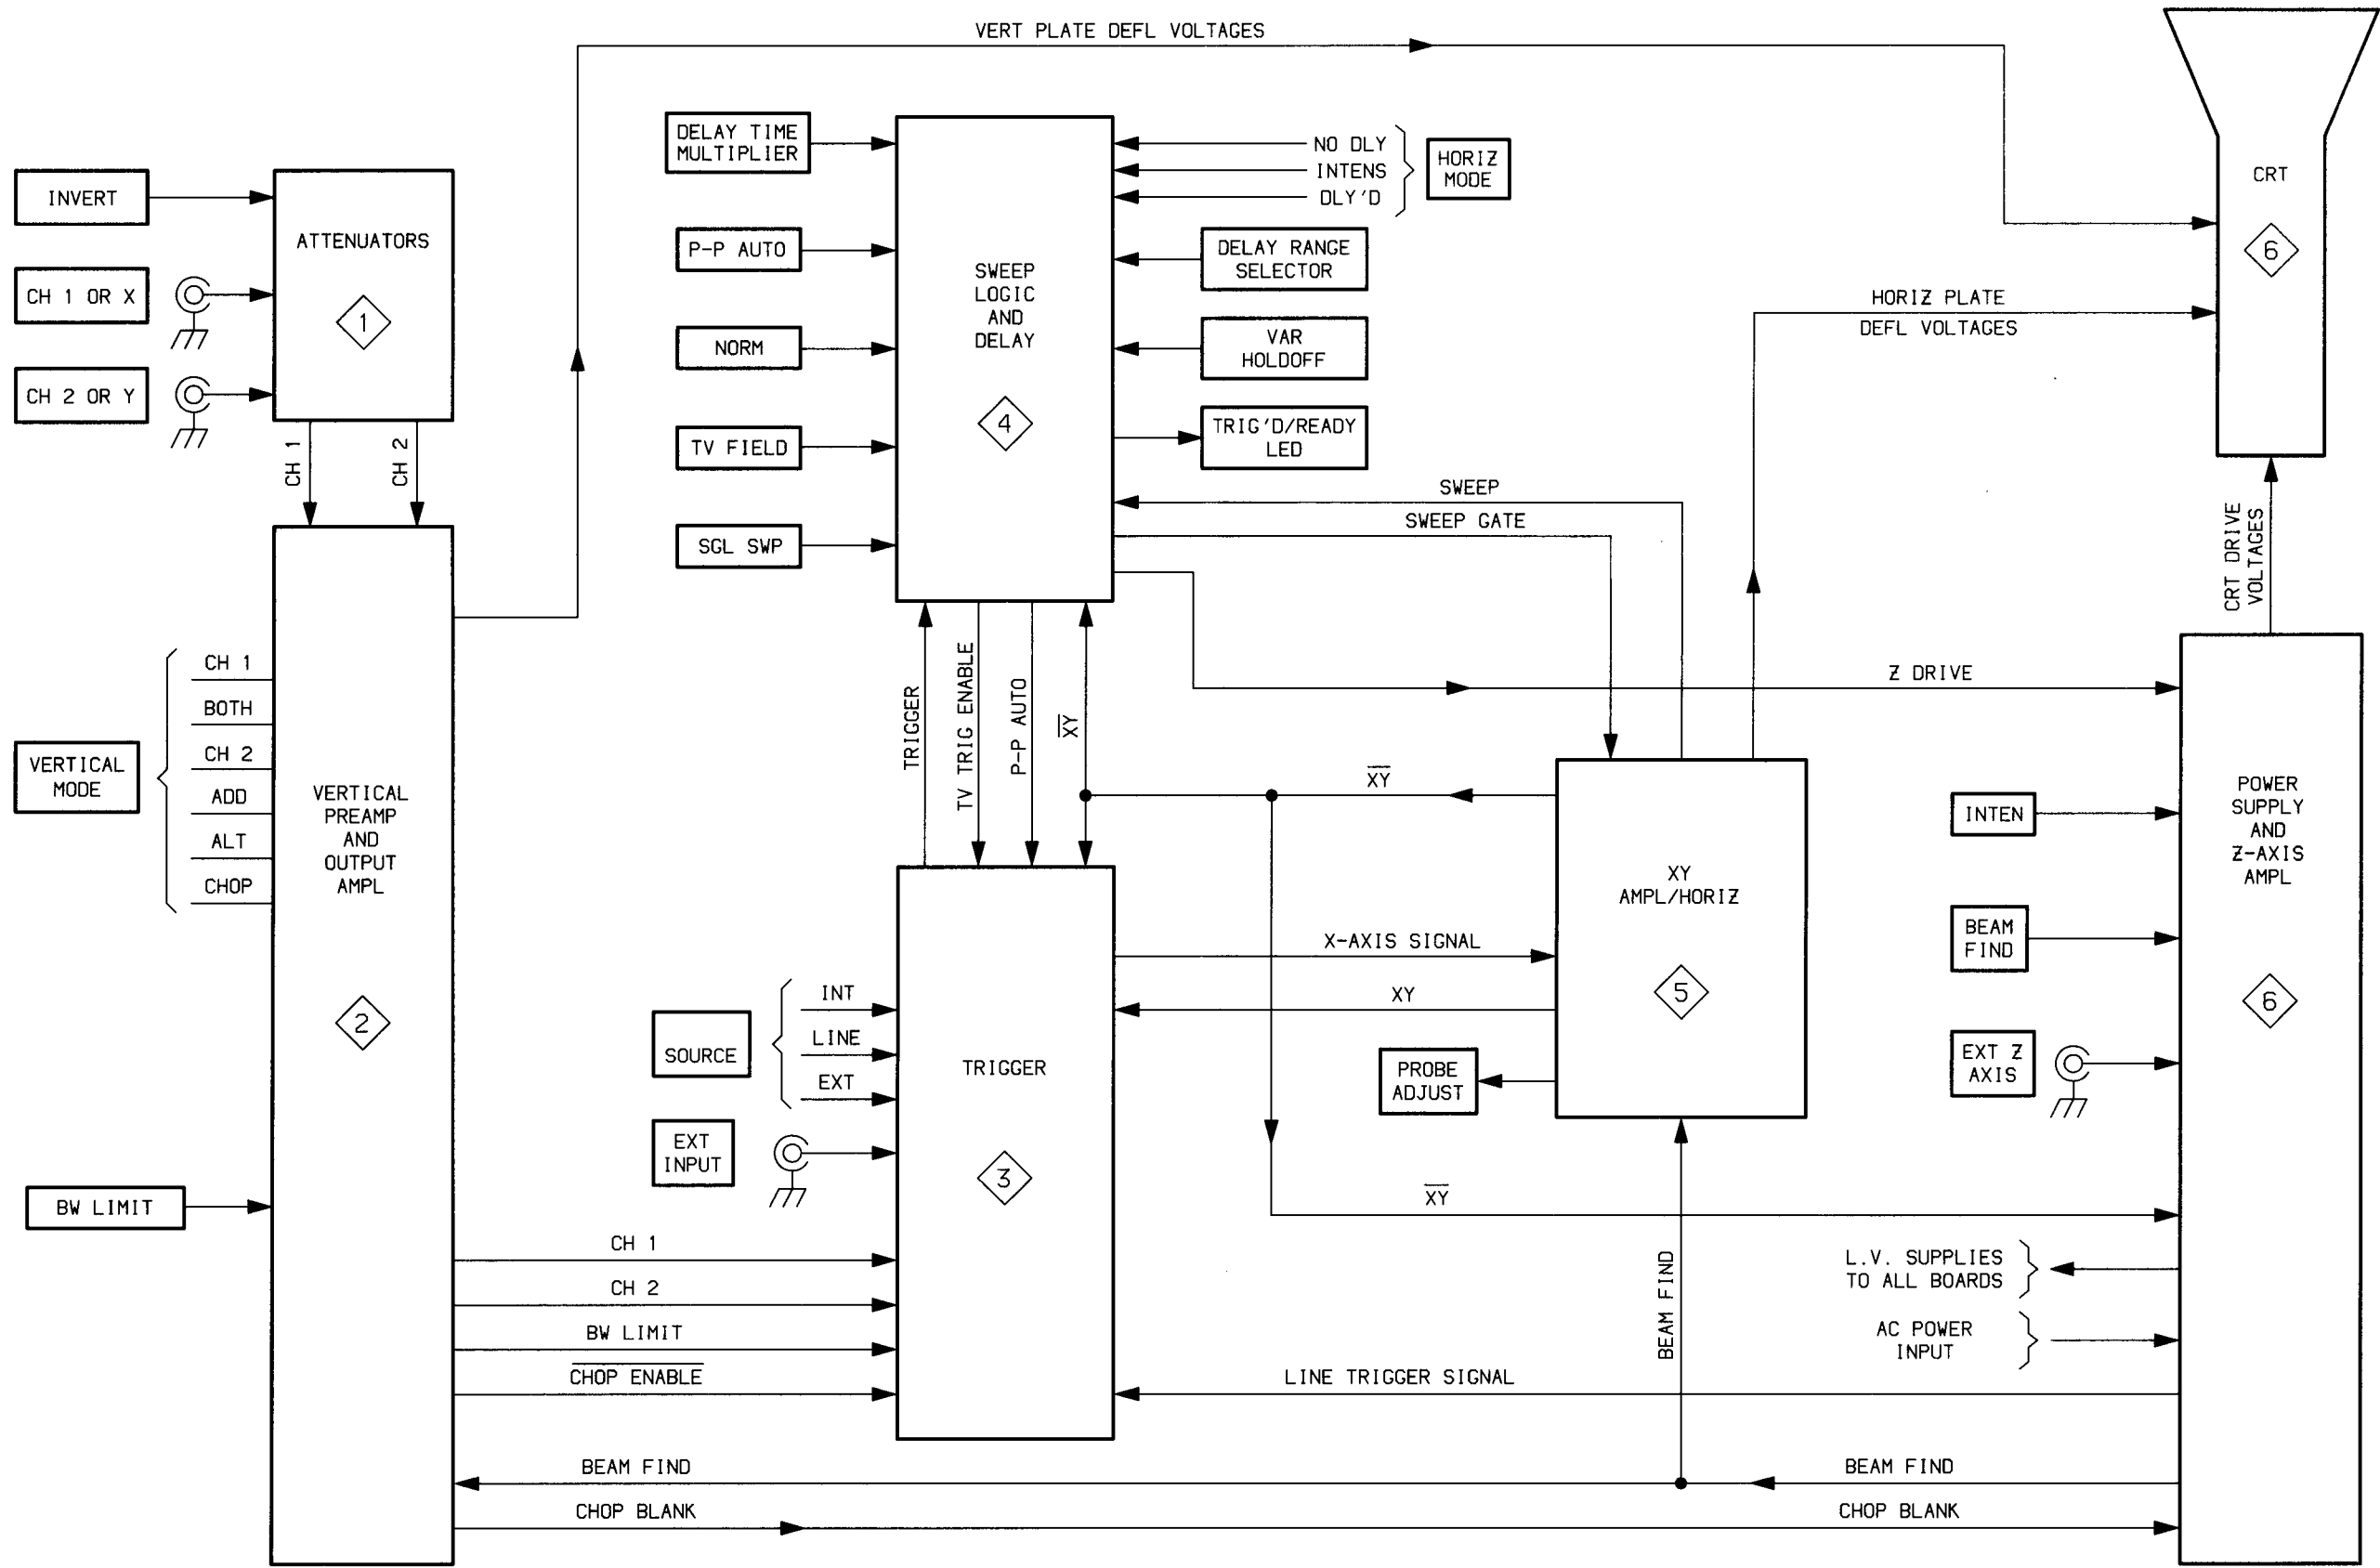 VERT PLATE DEFL VOLTAGES
INVERT
CH 1 OR X
CH 2 OR Y
ATTENUATORS
1
CH 1
CH 2
DELAY TIME
MULTIPLIER
P-P AUTO
NORM
TV FIELD
SGL SWP
SWEEP
LOGIC
AND
DELAY
4
NO DLY
INTENS
DLY'D
HORIZ
MODE
DELAY RANGE
SELECTOR
VAR
HOLDOFF
TRIG'D/READY
LED
SWEEP
SWEEP GATE
HORIZ PLATE
DEFL VOLTAGES
CRT
6
CRT DRIVE
VOLTAGES
Z DRIVE
TRIGGER
TV TRIG ENABLE
P-P AUTO
X̅Y̅
X̅Y̅
VERTICAL
MODE
CH 1
BOTH
CH 2
ADD
ALT
CHOP
VERTICAL
PREAMP
AND
OUTPUT
AMPL
2
BW LIMIT
SOURCE
INT
LINE
EXT
EXT
INPUT
TRIGGER
3
X-AXIS SIGNAL
XY
PROBE
ADJUST
XY
AMPL/HORIZ
5
INTEN
BEAM
FIND
EXT Z
AXIS
POWER
SUPPLY
AND
Z-AXIS
AMPL
6
X̅Y̅
CH 1
CH 2
BW LIMIT
C̅H̅O̅P̅ ̅E̅N̅A̅B̅L̅E̅
BEAM FIND
L.V. SUPPLIES
TO ALL BOARDS
AC POWER
INPUT
LINE TRIGGER SIGNAL
BEAM FIND
BEAM FIND
CHOP BLANK
CHOP BLANK